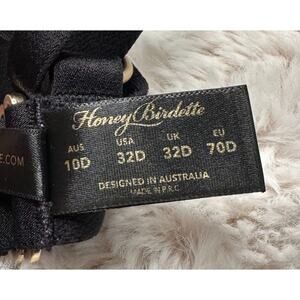 Honey Birdette
AUS USA UK EU
10D 32D 32D 70D
DESIGNED IN AUSTRALIA
MADE IN P.R.C
E.COM